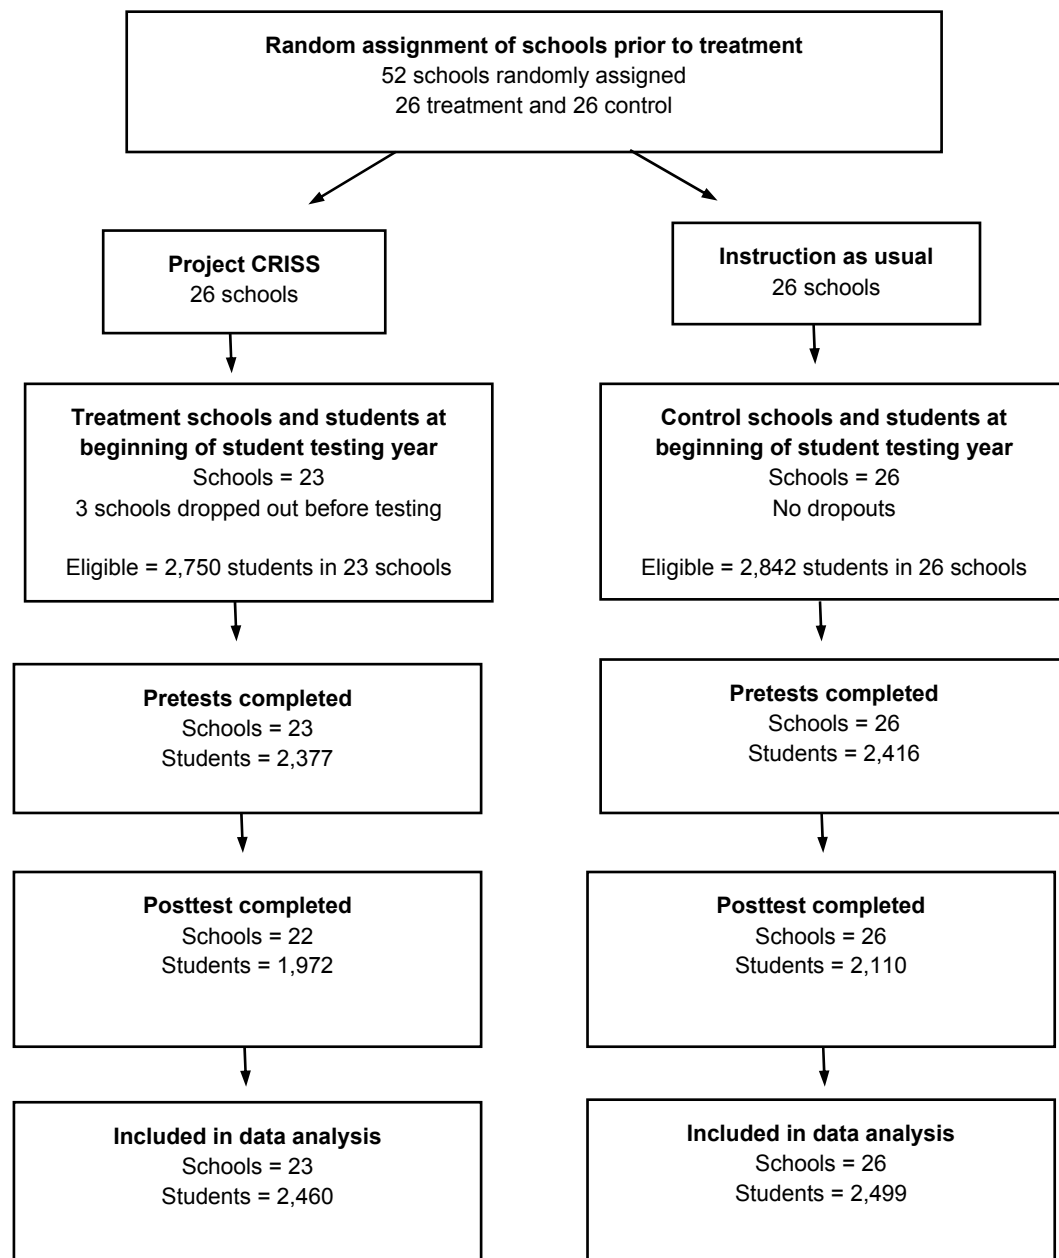 Random assignment of schools prior to treatment
52 schools randomly assigned
26 treatment and 26 control
Project CRISS
26 schools
Instruction as usual
26 schools
Treatment schools and students at
beginning of student testing year
Schools = 23
3 schools dropped out before testing
Eligible = 2,750 students in 23 schools
Control schools and students at
beginning of student testing year
Schools = 26
No dropouts
Eligible = 2,842 students in 26 schools
Pretests completed
Schools = 23
Students = 2,377
Pretests completed
Schools = 26
Students = 2,416
Posttest completed
Schools = 22
Students = 1,972
Posttest completed
Schools = 26
Students = 2,110
Included in data analysis
Schools = 23
Students = 2,460
Included in data analysis
Schools = 26
Students = 2,499